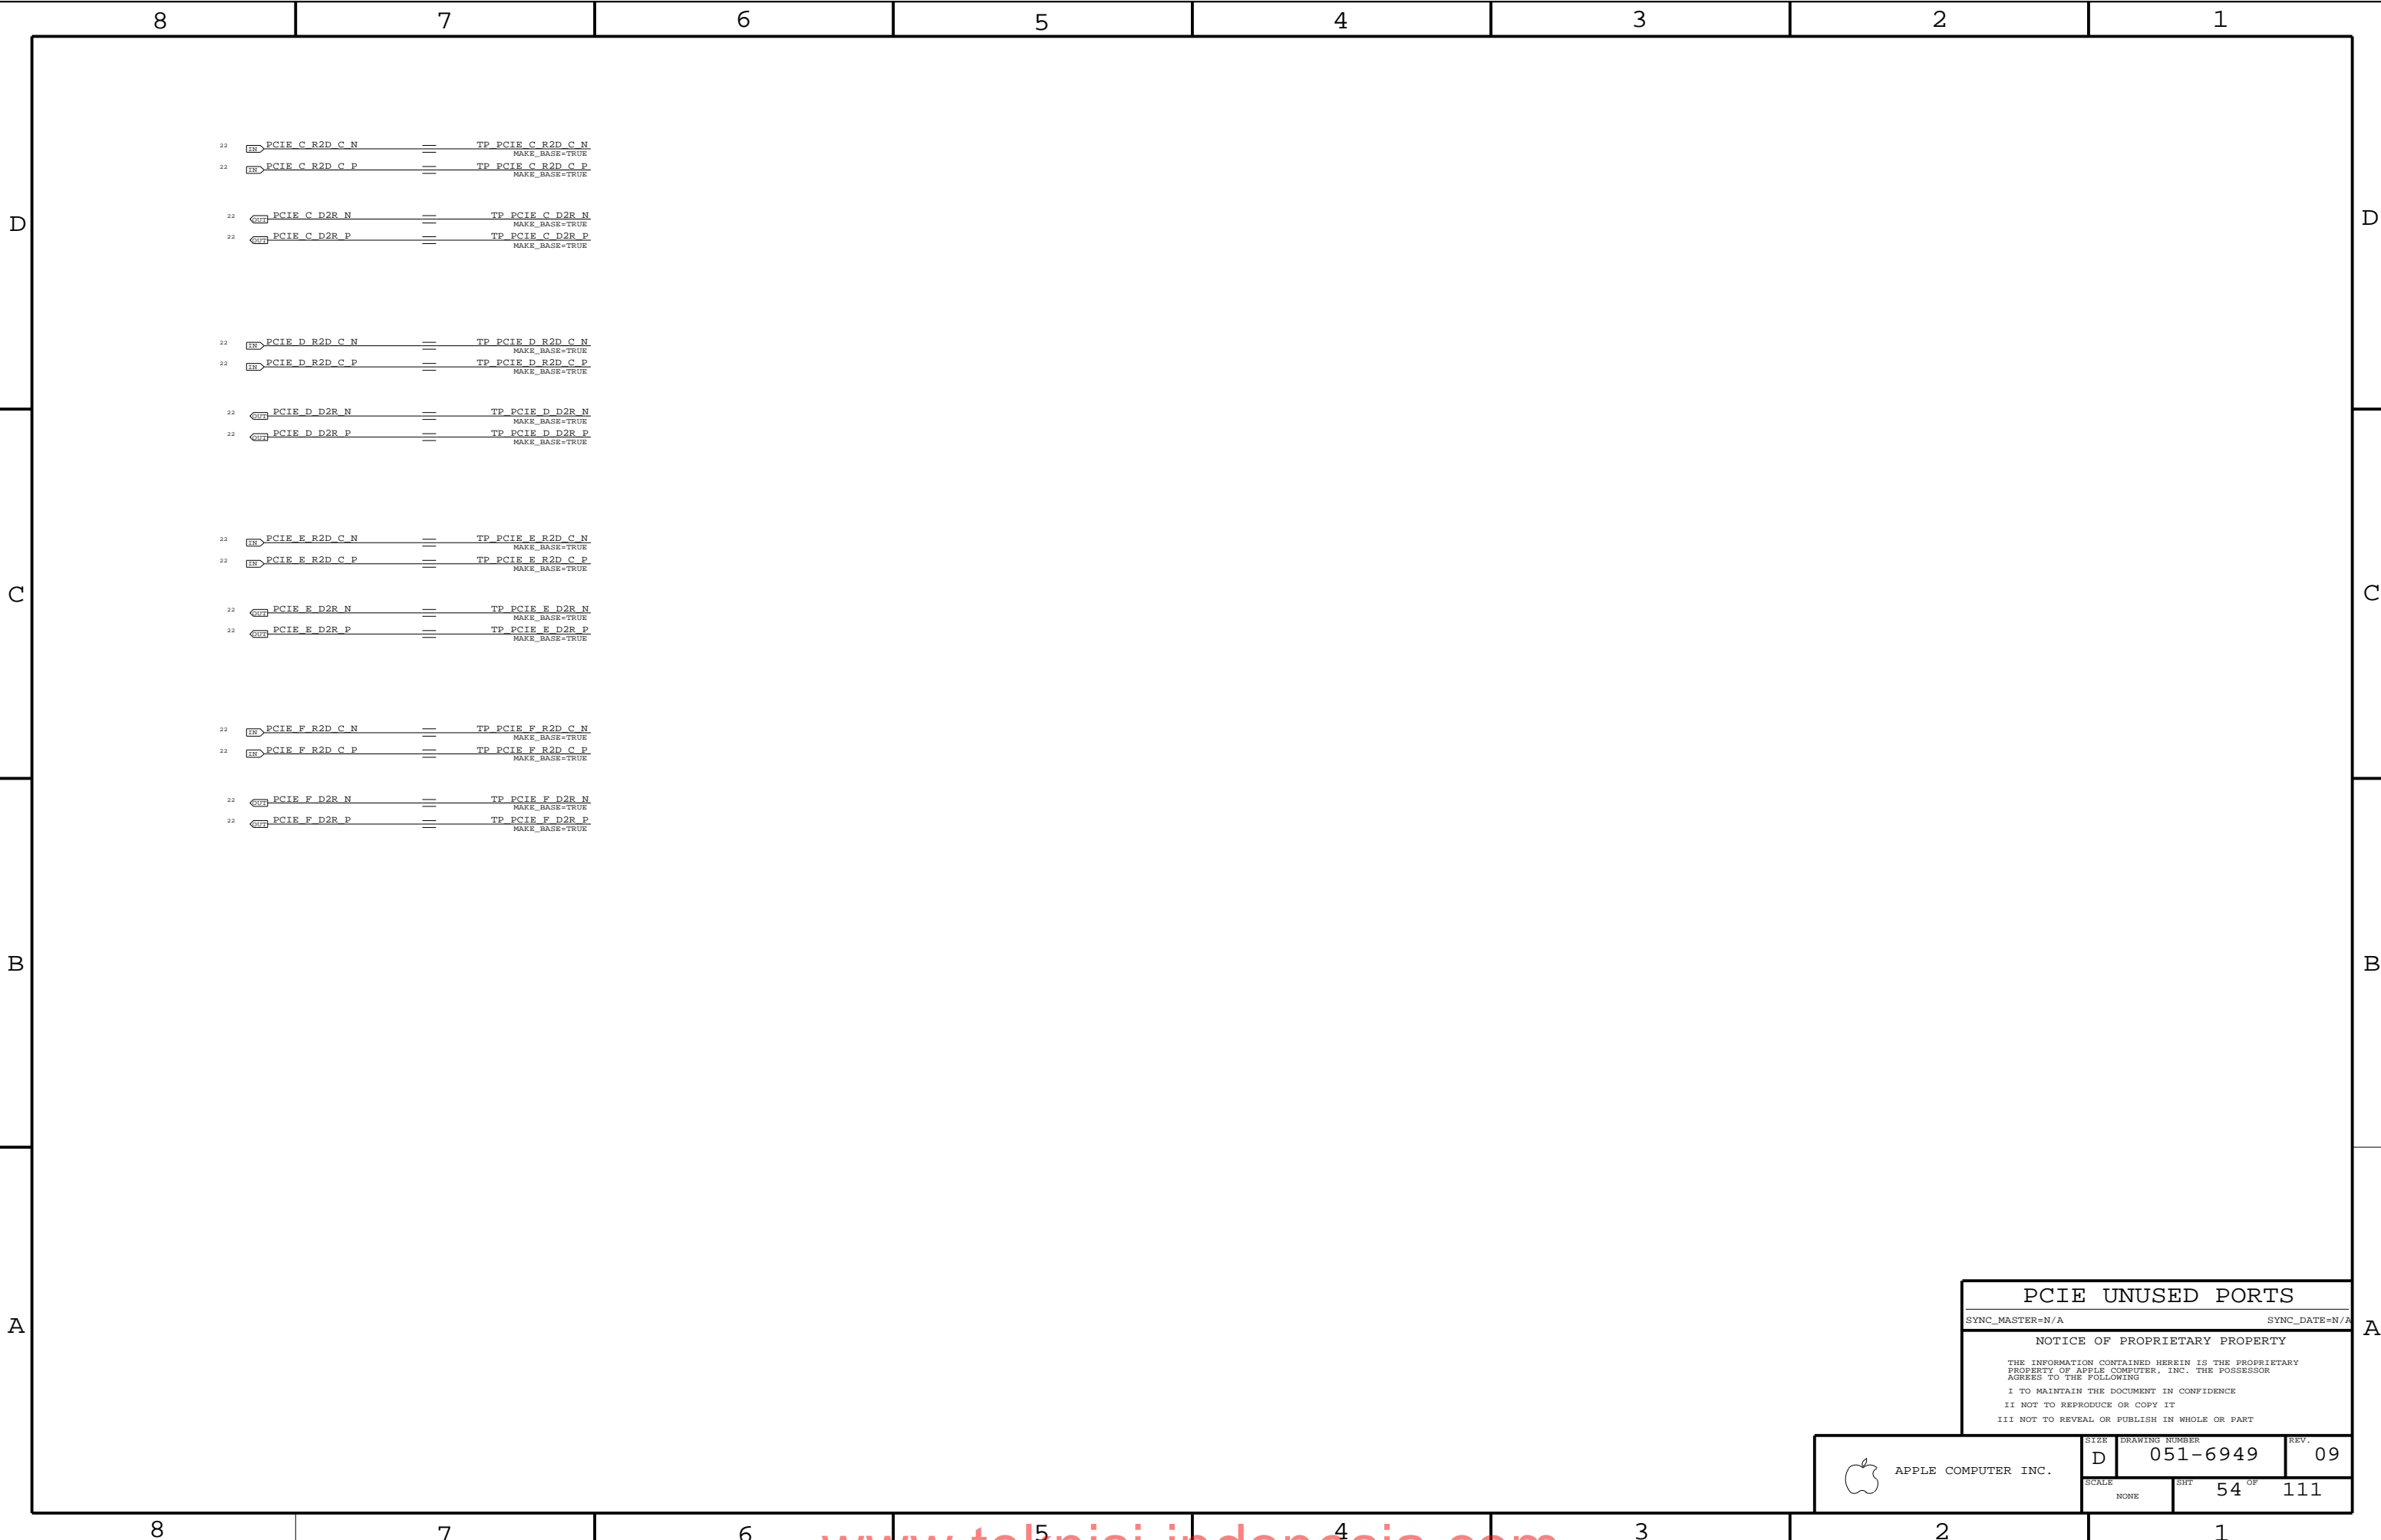 8 7 6 5 4 3 2 1
22 IN PCIE_C_R2D_C_N TP_PCIE_C_R2D_C_N
MAKE_BASE=TRUE
22 IN PCIE_C_R2D_C_P TP_PCIE_C_R2D_C_P
MAKE_BASE=TRUE
22 OUT PCIE_C_D2R_N TP_PCIE_C_D2R_N
MAKE_BASE=TRUE
D D
22 OUT PCIE_C_D2R_P TP_PCIE_C_D2R_P
MAKE_BASE=TRUE
22 IN PCIE_D_R2D_C_N TP_PCIE_D_R2D_C_N
MAKE_BASE=TRUE
22 IN PCIE_D_R2D_C_P TP_PCIE_D_R2D_C_P
MAKE_BASE=TRUE
22 OUT PCIE_D_D2R_N TP_PCIE_D_D2R_N
MAKE_BASE=TRUE
22 OUT PCIE_D_D2R_P TP_PCIE_D_D2R_P
MAKE_BASE=TRUE
22 IN PCIE_E_R2D_C_N TP_PCIE_E_R2D_C_N
MAKE_BASE=TRUE
22 IN PCIE_E_R2D_C_P TP_PCIE_E_R2D_C_P
MAKE_BASE=TRUE
C C
22 OUT PCIE_E_D2R_N TP_PCIE_E_D2R_N
MAKE_BASE=TRUE
22 OUT PCIE_E_D2R_P TP_PCIE_E_D2R_P
MAKE_BASE=TRUE
22 IN PCIE_F_R2D_C_N TP_PCIE_F_R2D_C_N
MAKE_BASE=TRUE
22 IN PCIE_F_R2D_C_P TP_PCIE_F_R2D_C_P
MAKE_BASE=TRUE
22 OUT PCIE_F_D2R_N TP_PCIE_F_D2R_N
MAKE_BASE=TRUE
22 OUT PCIE_F_D2R_P TP_PCIE_F_D2R_P
MAKE_BASE=TRUE
B B
A A
PCIE UNUSED PORTS
SYNC_MASTER=N/A SYNC_DATE=N/A
NOTICE OF PROPRIETARY PROPERTY
THE INFORMATION CONTAINED HEREIN IS THE PROPRIETARY
PROPERTY OF APPLE COMPUTER, INC. THE POSSESSOR
AGREES TO THE FOLLOWING
I TO MAINTAIN THE DOCUMENT IN CONFIDENCE
II NOT TO REPRODUCE OR COPY IT
III NOT TO REVEAL OR PUBLISH IN WHOLE OR PART
APPLE COMPUTER INC.
SIZE DRAWING NUMBER REV.
D 051-6949 09
SCALE SHT OF
NONE 54 111
8 7 6 5 4 3 2 1
www.teknisi-indonesia.com